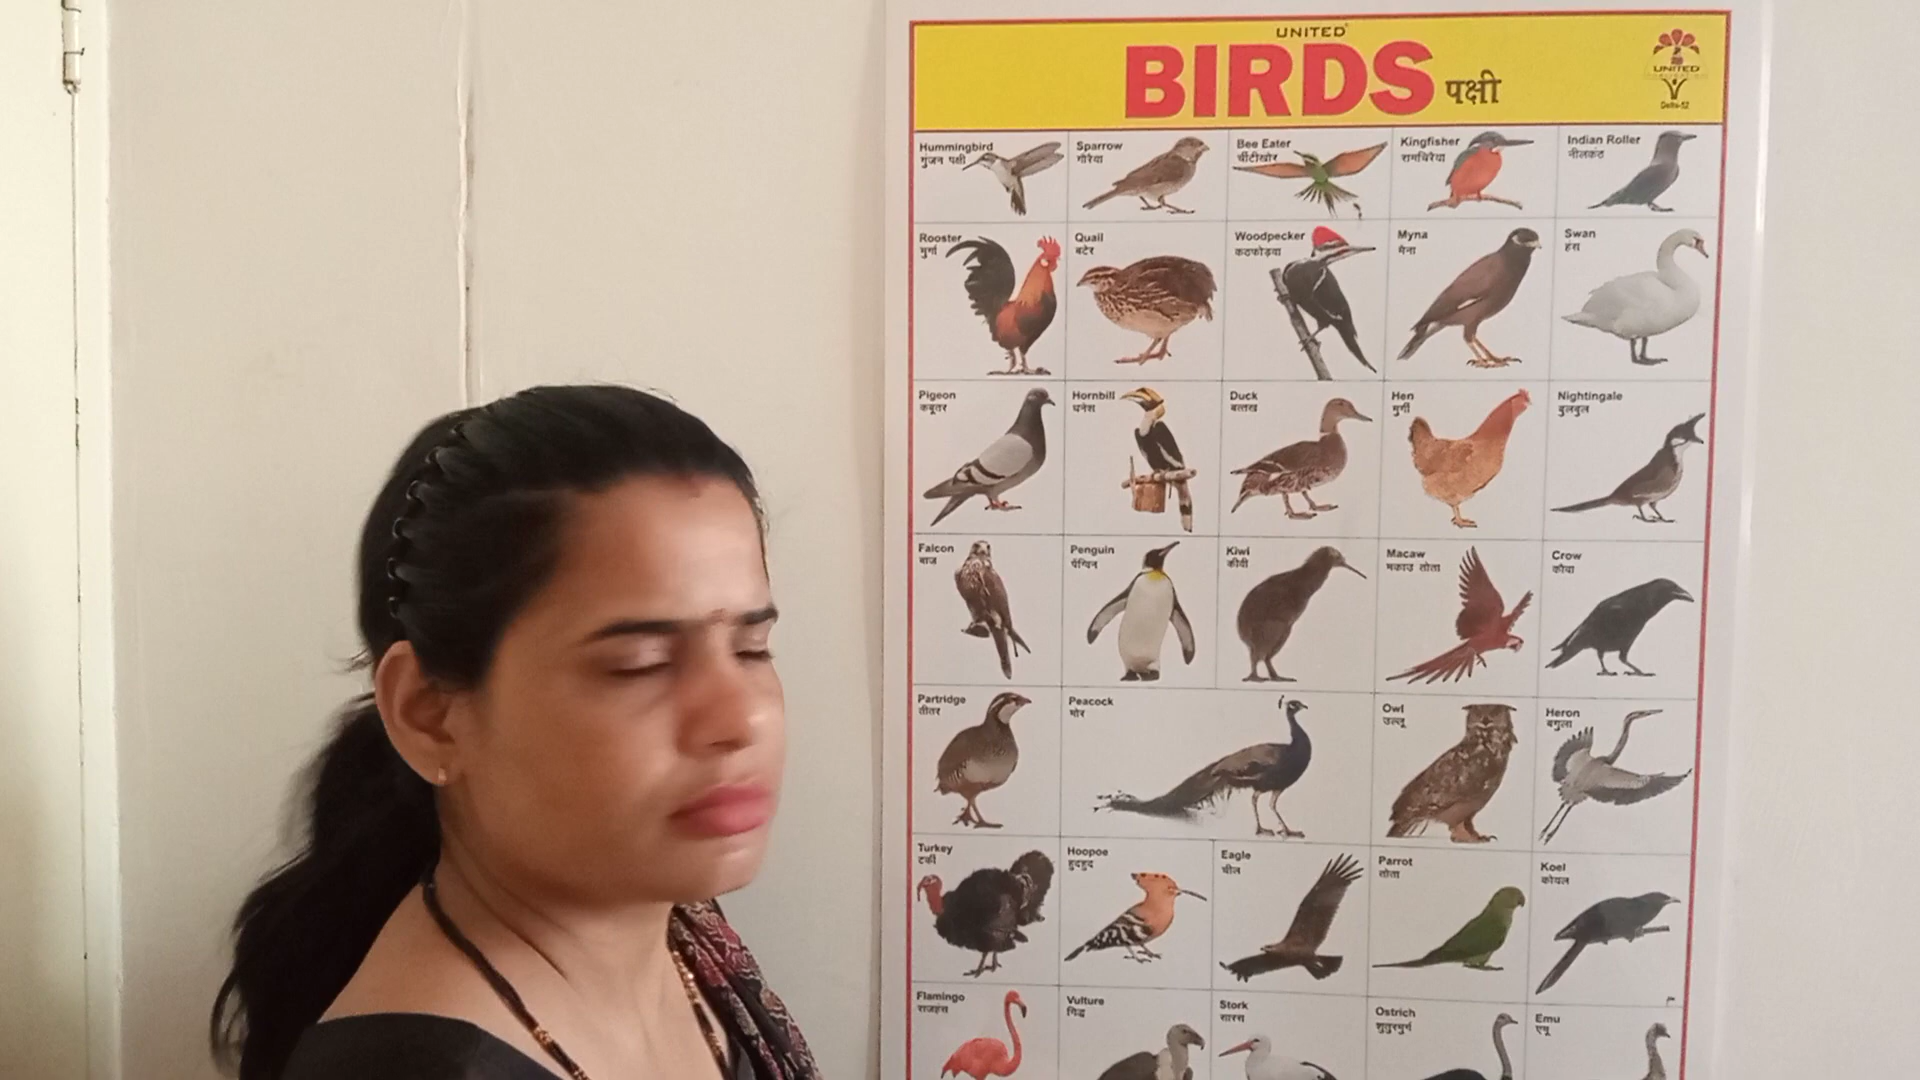 UNITED
BIRDS पक्षी
UNITED
Delhi-52
Hummingbird
गुंजन पक्षी
Sparrow
गोरैया
Bee Eater
चींटीखोर
Kingfisher
रामचिरैया
Indian Roller
नीलकंठ
Rooster
मुर्गा
Quail
बटेर
Woodpecker
कठफोड़वा
Myna
मैना
Swan
हंस
Pigeon
कबूतर
Hornbill
धनेश
Duck
बत्तख
Hen
मुर्गी
Nightingale
बुलबुल
Falcon
बाज
Penguin
पेंग्विन
Kiwi
कीवी
Macaw
मकाउ तोता
Crow
कौवा
Partridge
तीतर
Peacock
मोर
Owl
उल्लू
Heron
बगुला
Turkey
टर्की
Hoopoe
हुदहुद
Eagle
चील
Parrot
तोता
Koel
कोयल
Flamingo
राजहंस
Vulture
गिद्ध
Stork
सारस
Ostrich
शुतुरमुर्ग
Emu
एमू